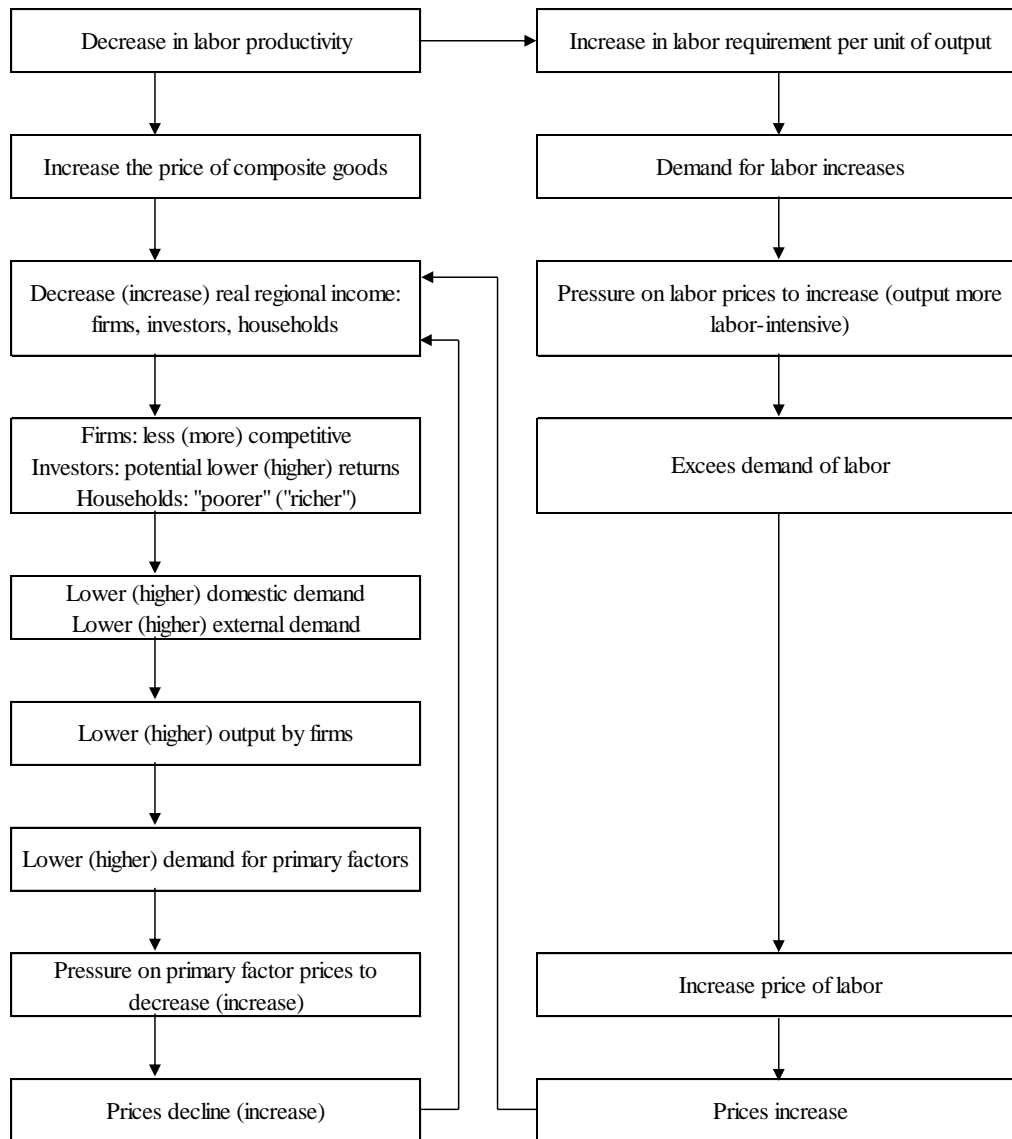 Decrease in labor productivity
Increase in labor requirement per unit of output
Increase the price of composite goods
Demand for labor increases
Decrease (increase) real regional income:
firms, investors, households
Pressure on labor prices to increase (output more
labor-intensive)
Firms: less (more) competitive
Investors: potential lower (higher) returns
Households: "poorer" ("richer")
Excees demand of labor
Lower (higher) domestic demand
Lower (higher) external demand
Lower (higher) output by firms
Lower (higher) demand for primary factors
Pressure on primary factor prices to
decrease (increase)
Increase price of labor
Prices decline (increase)
Prices increase